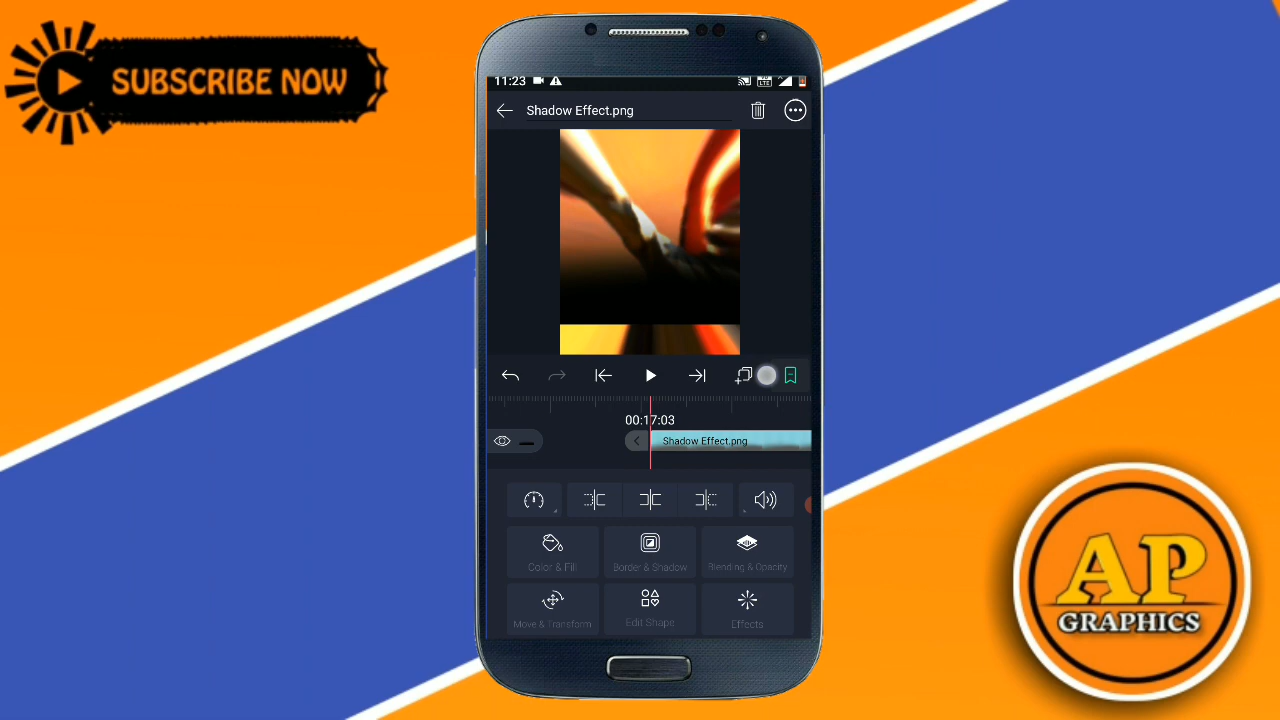 SUBSCRIBE NOW
11:23
LTE
Shadow Effect.png
00:17:03
Shadow Effect.png
Color & Fill
Border & Shadow
Blending & Opacity
Move & Transform
Edit Shape
Effects
AP
GRAPHICS